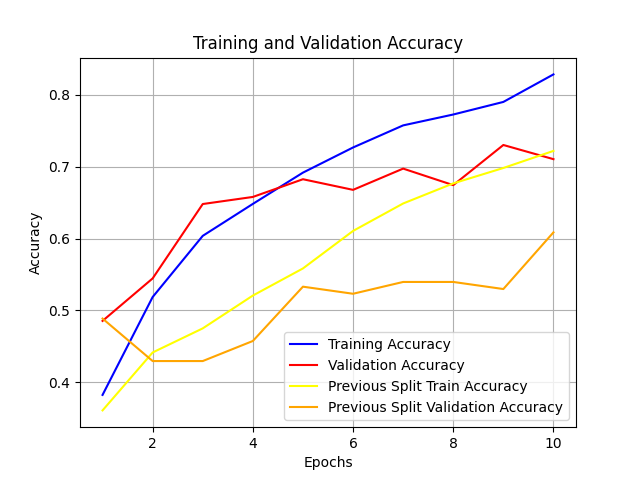 Training and Validation Accuracy
Accuracy
0.8
0.7
0.6
0.5
0.4
Training Accuracy
Validation Accuracy
Previous Split Train Accuracy
Previous Split Validation Accuracy
2 4 6 8 10
Epochs